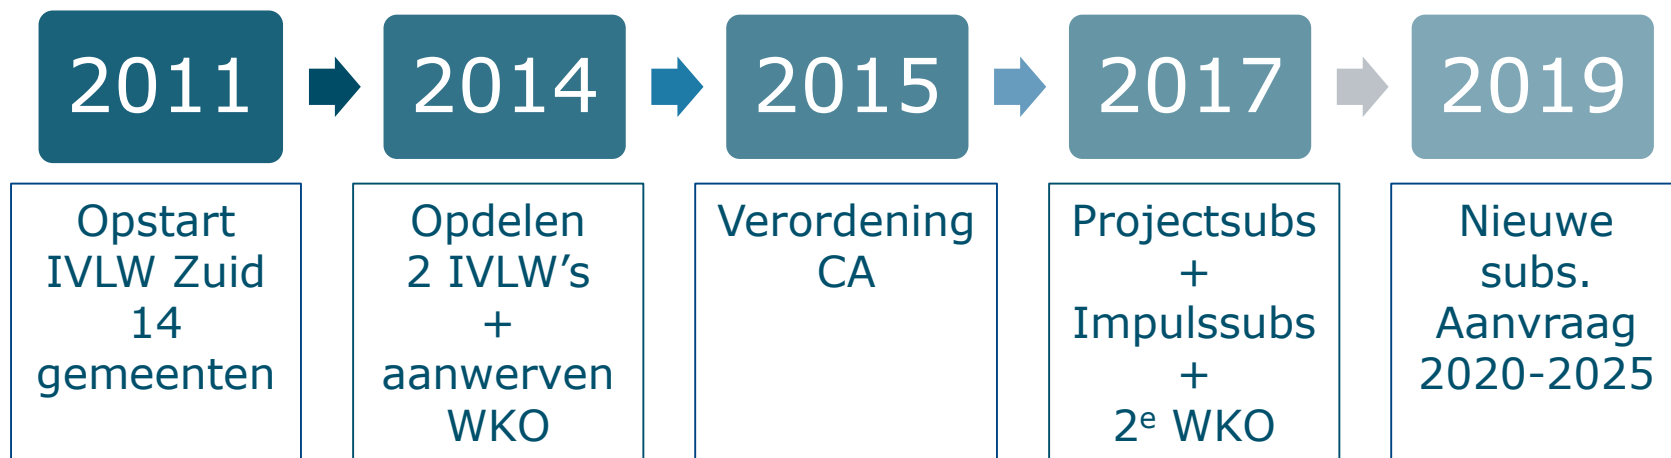 2011
2014
2015
2017
2019
Opstart
IVLW Zuid
14
gemeenten
Opdelen
2 IVLW’s
+
aanwerven
WKO
Verordening
CA
Projectsubs
+
Impulssubs
+
2e WKO
Nieuwe
subs.
Aanvraag
2020-2025